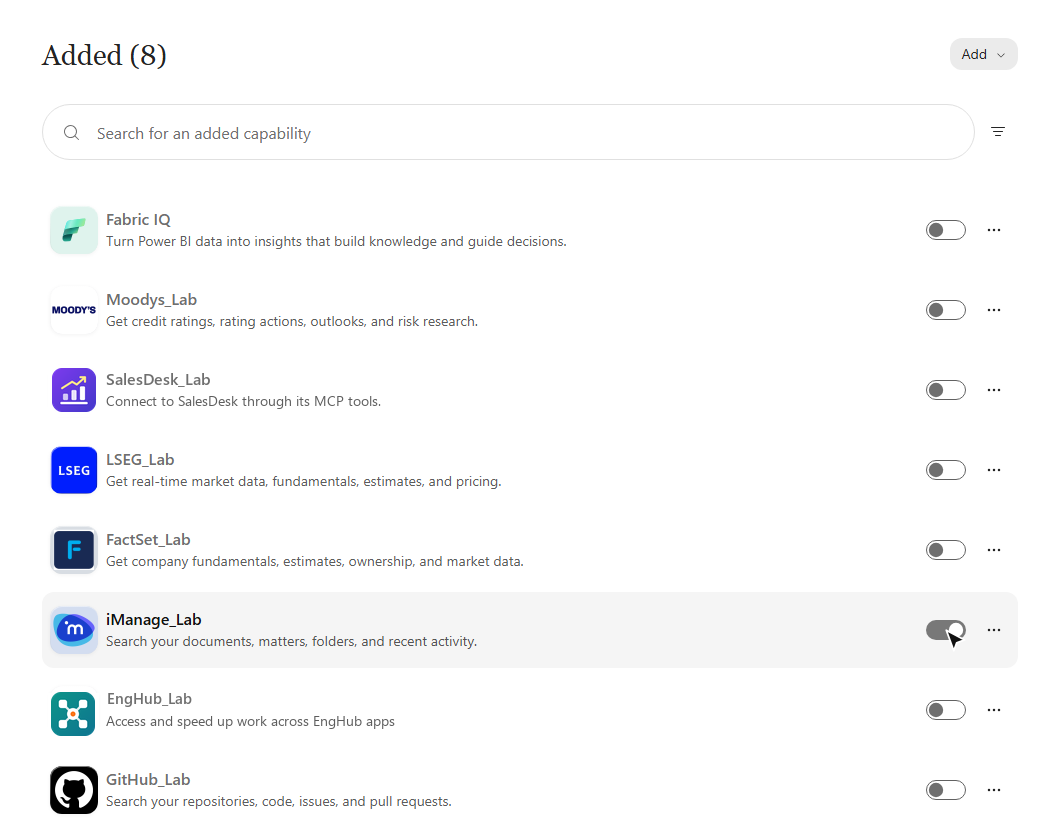 Added (8)
Add
Search for an added capability
Fabric IQ
Turn Power BI data into insights that build knowledge and guide decisions.
MOODY'S
Moodys_Lab
Get credit ratings, rating actions, outlooks, and risk research.
SalesDesk_Lab
Connect to SalesDesk through its MCP tools.
LSEG
LSEG_Lab
Get real-time market data, fundamentals, estimates, and pricing.
F
FactSet_Lab
Get company fundamentals, estimates, ownership, and market data.
im
iManage_Lab
Search your documents, matters, folders, and recent activity.
EngHub_Lab
Access and speed up work across EngHub apps
GitHub_Lab
Search your repositories, code, issues, and pull requests.